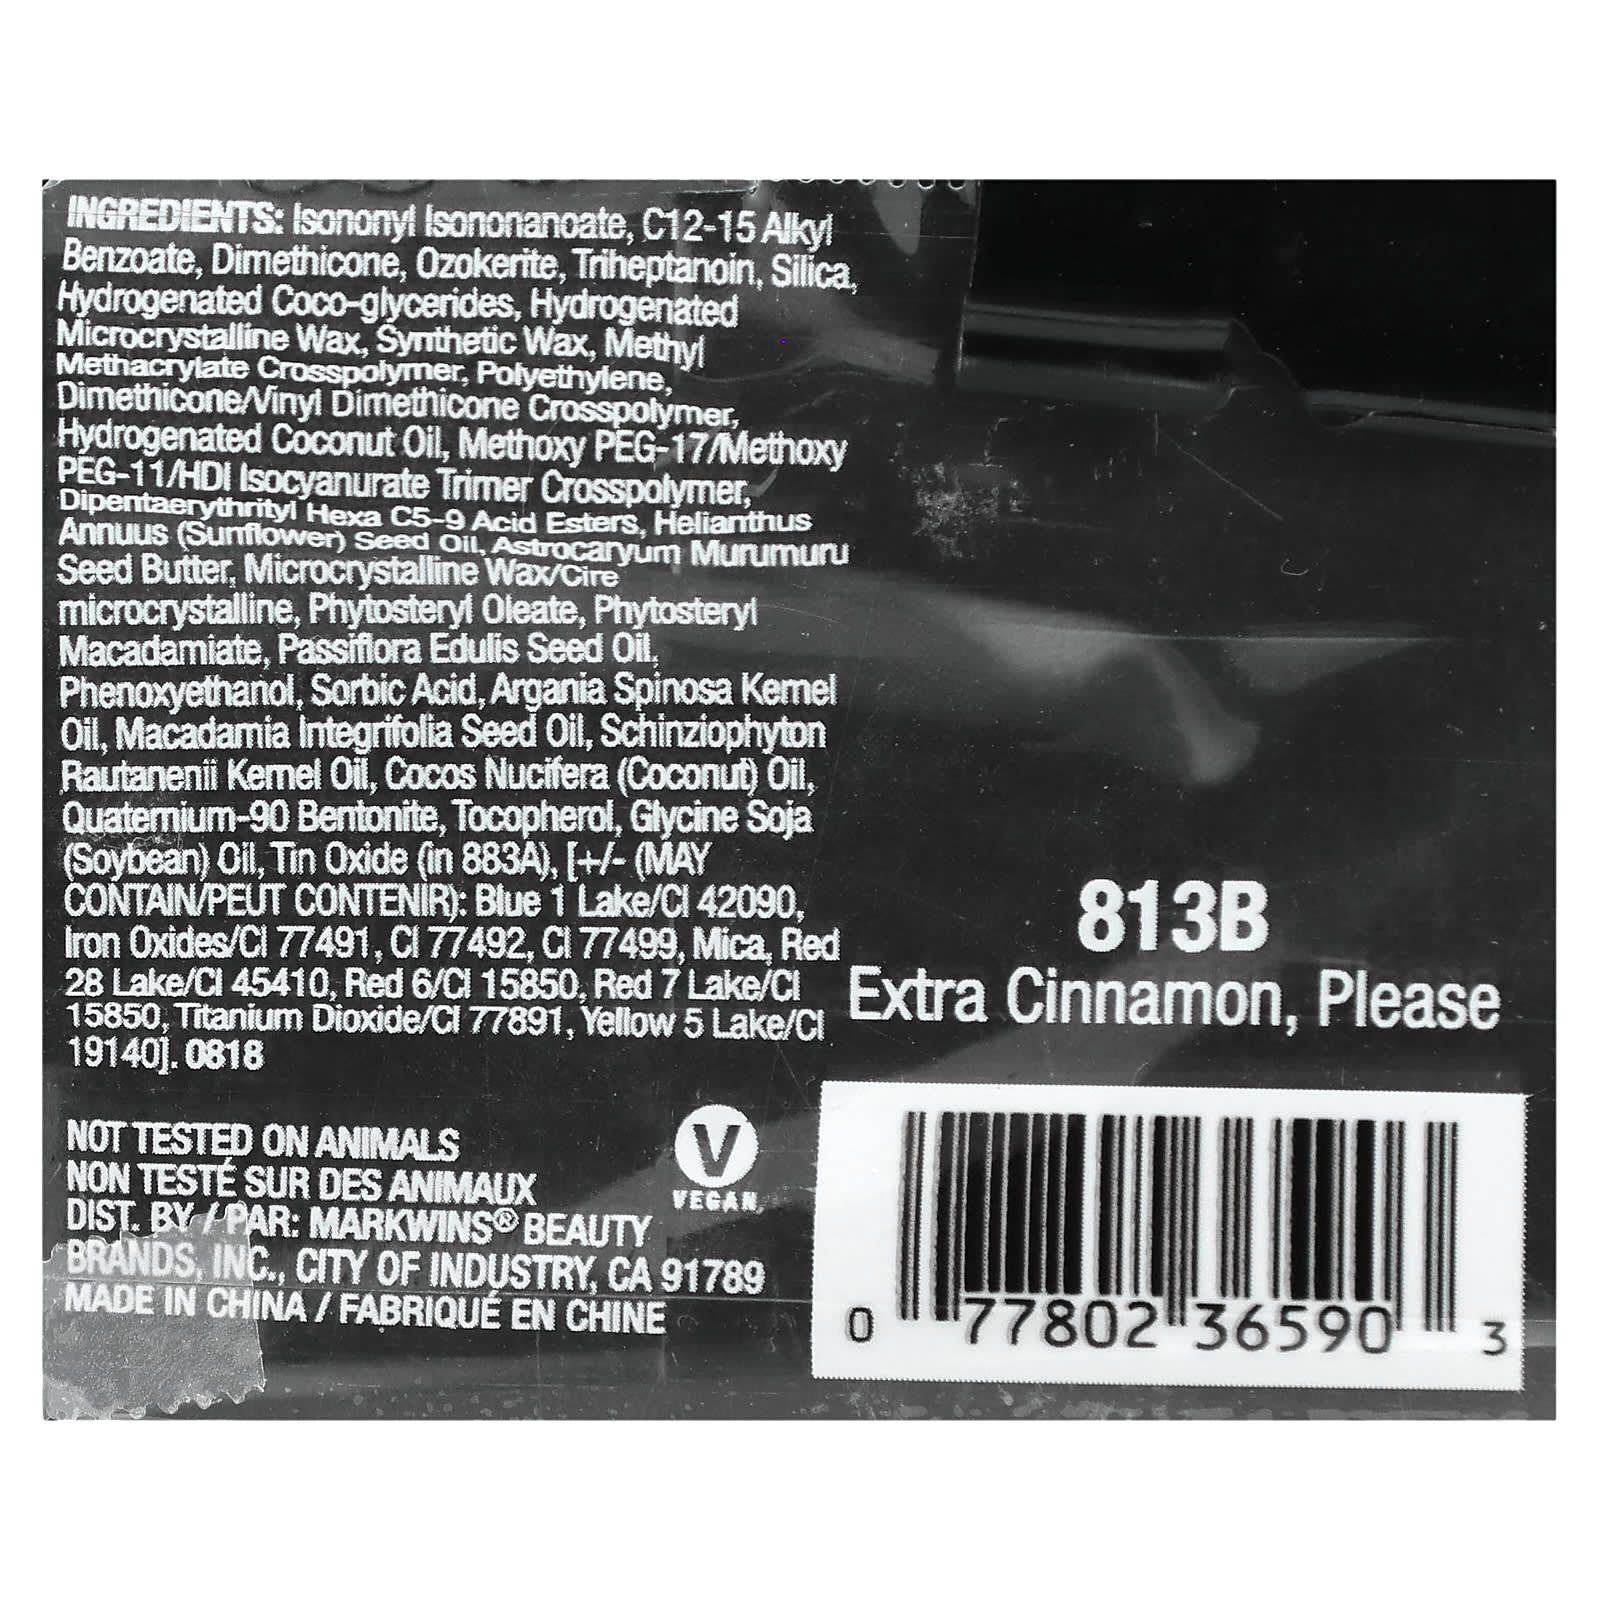 INGREDIENTS: Isononyl Isononanoate, C12-15 Alkyl
Benzoate, Dimethicone, Ozokerite, Triheptanoin, Silica,
Hydrogenated Coco-glycerides, Hydrogenated
Microcrystalline Wax, Synthetic Wax, Methyl
Methacrylate Crosspolymer, Polyethylene,
Dimethicone/Vinyl Dimethicone Crosspolymer,
Hydrogenated Coconut Oil, Methoxy PEG-17/Methoxy
PEG-11/HDI Isocyanurate Trimer Crosspolymer,
Dipentaerythrityl Hexa C5-9 Acid Esters, Helianthus
Annuus (Sunflower) Seed Oil, Astrocaryum Murumuru
Seed Butter, Microcrystalline Wax/Cire
microcrystalline, Phytosteryl Oleate, Phytosteryl
Macadamiate, Passiflora Edulis Seed Oil,
Phenoxyethanol, Sorbic Acid, Argania Spinosa Kernel
Oil, Macadamia Integrifolia Seed Oil, Schinziophyton
Rautanenii Kernel Oil, Cocos Nucifera (Coconut) Oil,
Quaternium-90 Bentonite, Tocopherol, Glycine Soja
(Soybean) Oil, Tin Oxide (in 883A), [+/- (MAY
CONTAIN/PEUT CONTENIR): Blue 1 Lake/CI 42090,
Iron Oxides/CI 77491, CI 77492, CI 77499, Mica, Red
28 Lake/CI 45410, Red 6/CI 15850, Red 7 Lake/CI
15850, Titanium Dioxide/CI 77891, Yellow 5 Lake/CI
19140]. 0818
NOT TESTED ON ANIMALS
NON TESTÉ SUR DES ANIMAUX
DIST. BY / PAR: MARKWINS® BEAUTY
BRANDS, INC., CITY OF INDUSTRY, CA 91789
MADE IN CHINA / FABRIQUÉ EN CHINE
V
VEGAN
813B
Extra Cinnamon, Please
0 77802 36590 3